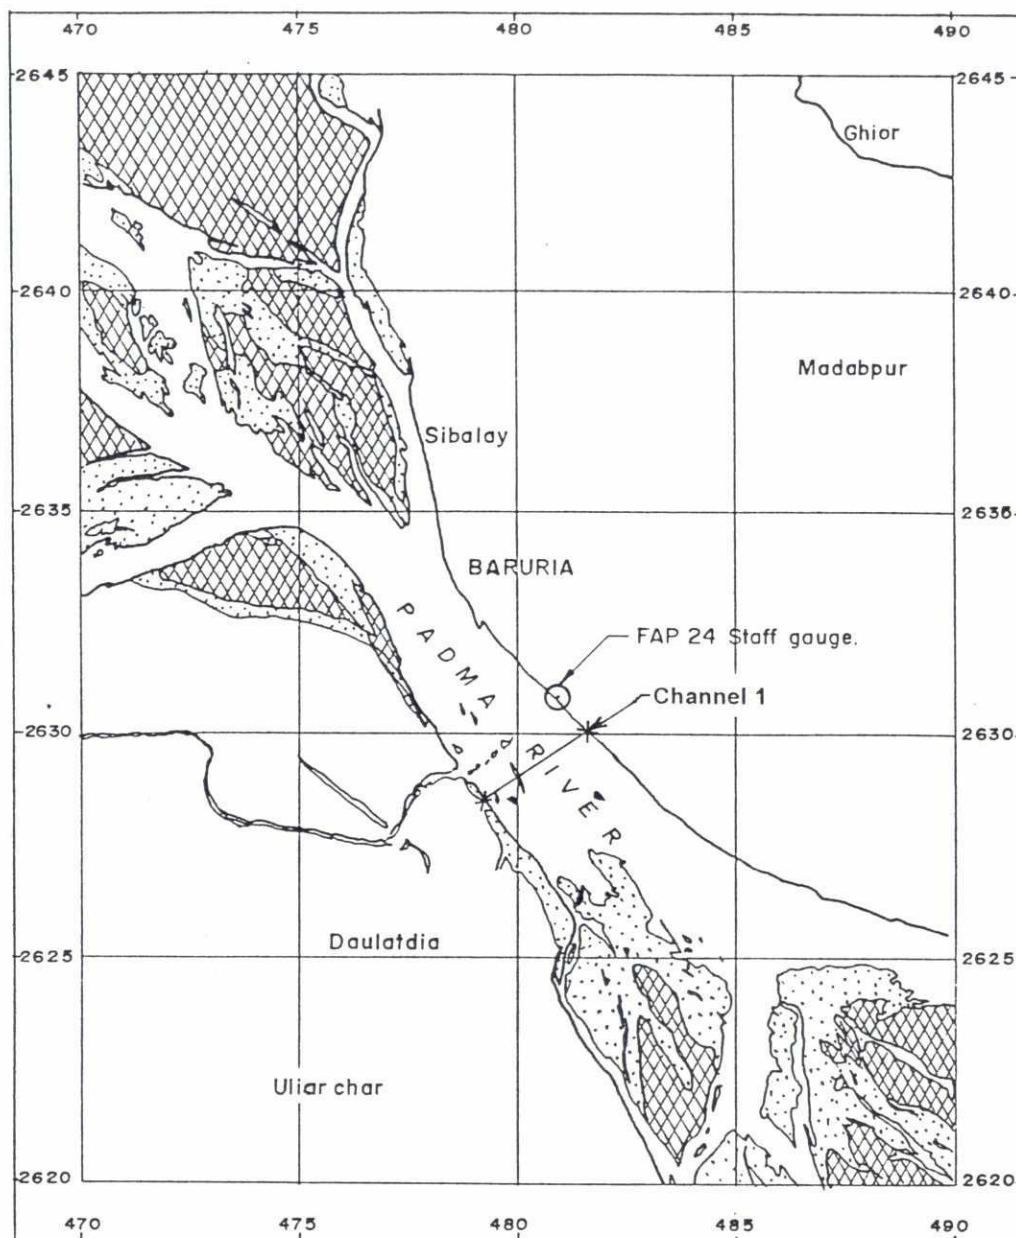 470 475 480 485 490
2645 2645
Ghior
2640 2640
Madabpur
Sibalay
2635 2635
BARURIA
PADMA RIVER
FAP 24 Staff gauge.
Channel 1
2630 2630
Daulatdia
2625 2625
Uliar char
2620 2620
470 475 480 485 490